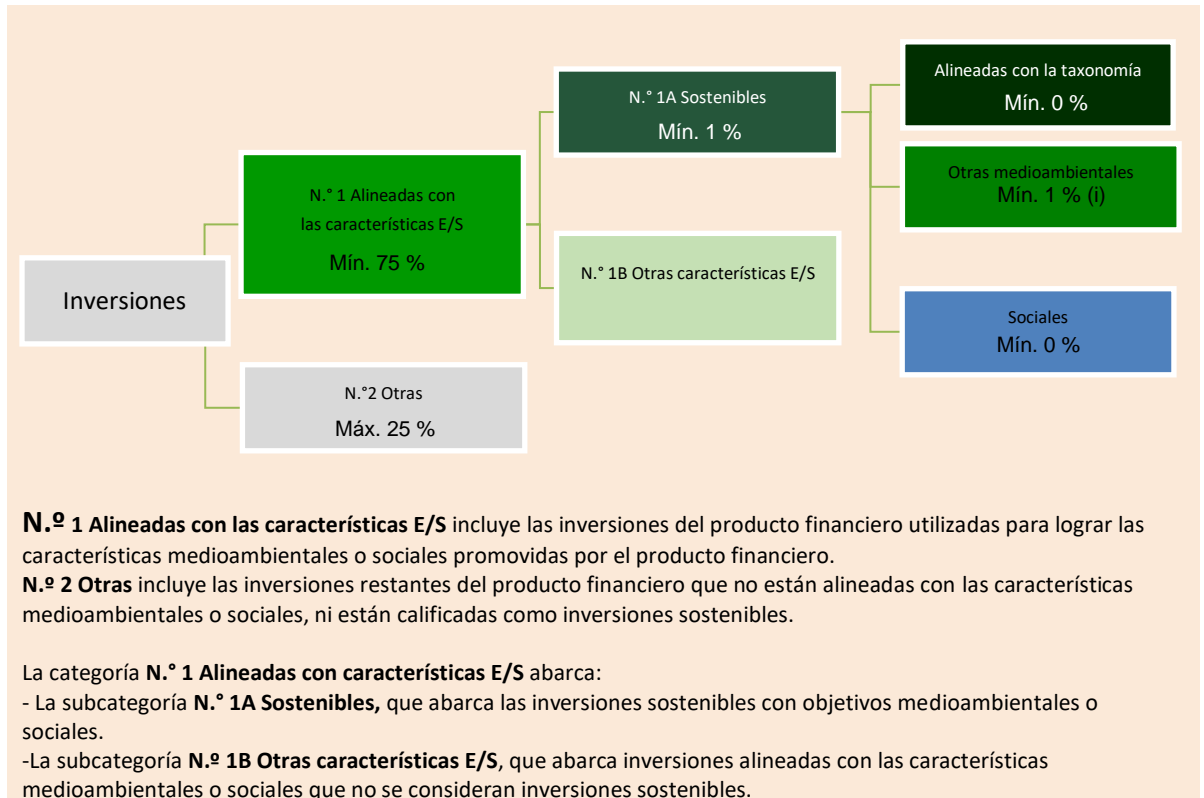 Inversiones
N.° 1 Alineadas con
las características E/S
Mín. 75 %
N.°2 Otras
Máx. 25 %
N.° 1A Sostenibles
Mín. 1 %
N.° 1B Otras características E/S
Alineadas con la taxonomía
Mín. 0 %
Otras medioambientales
Mín. 1 % (i)
Sociales
Mín. 0 %
N.º 1 Alineadas con las características E/S incluye las inversiones del producto financiero utilizadas para lograr las
características medioambientales o sociales promovidas por el producto financiero.
N.º 2 Otras incluye las inversiones restantes del producto financiero que no están alineadas con las características
medioambientales o sociales, ni están calificadas como inversiones sostenibles.
La categoría N.° 1 Alineadas con características E/S abarca:
- La subcategoría N.° 1A Sostenibles, que abarca las inversiones sostenibles con objetivos medioambientales o
sociales.
-La subcategoría N.º 1B Otras características E/S, que abarca inversiones alineadas con las características
medioambientales o sociales que no se consideran inversiones sostenibles.